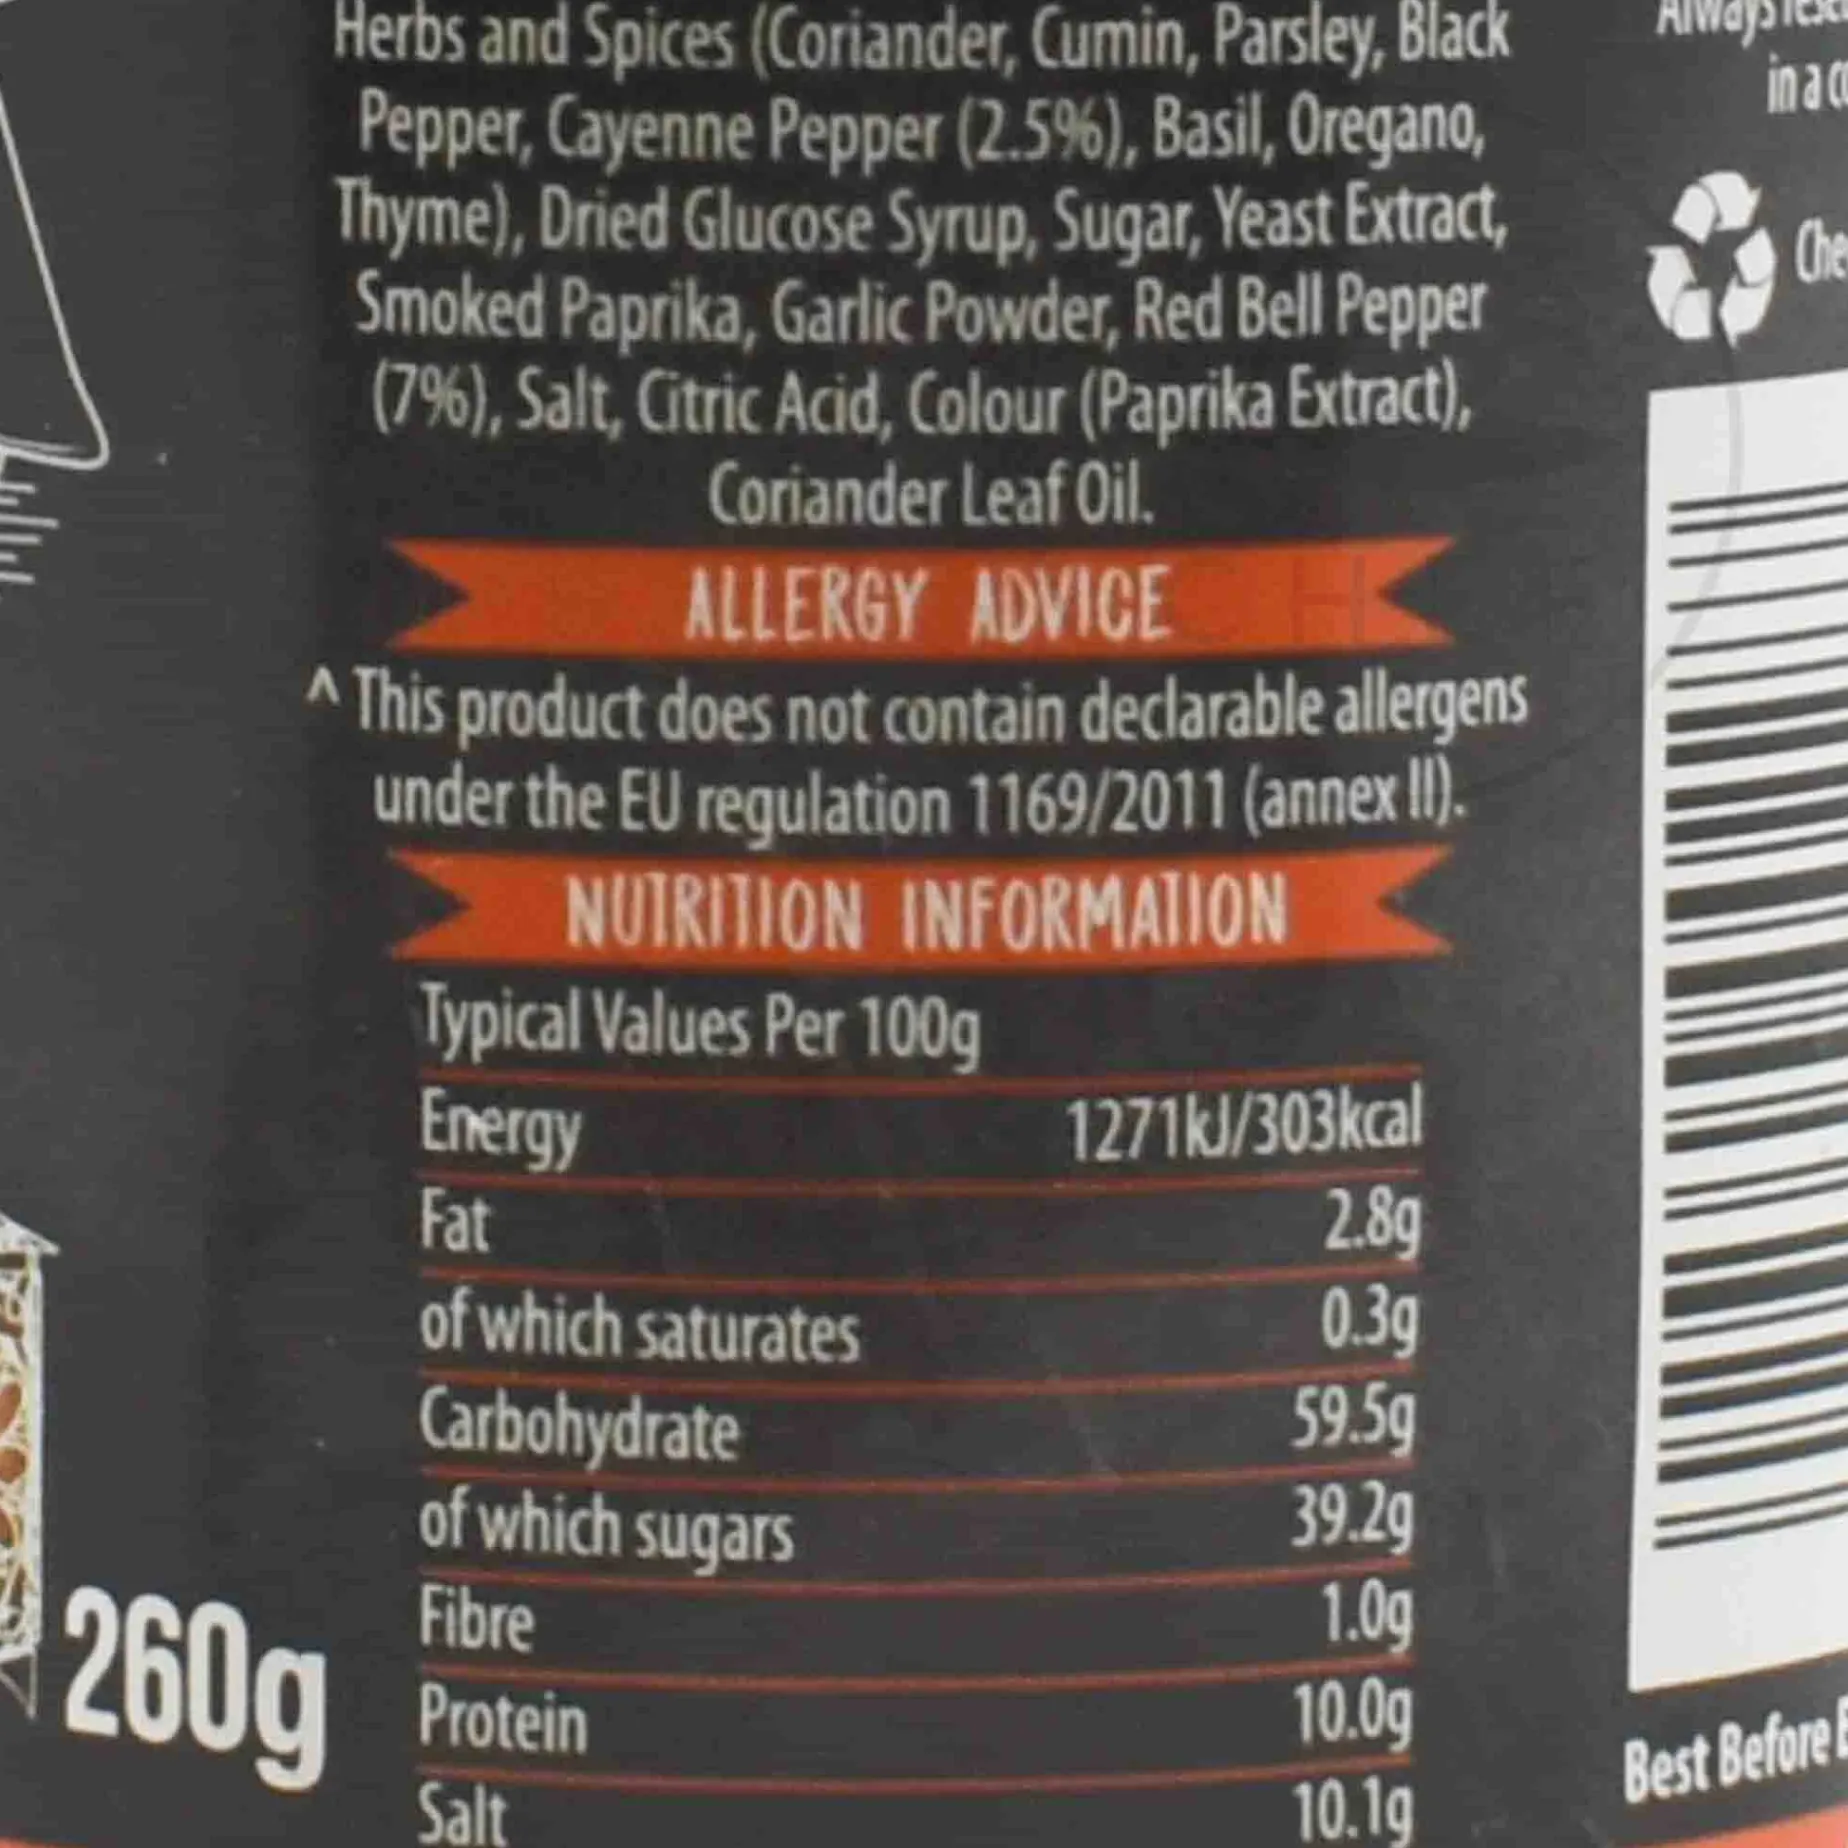 Herbs and Spices (Coriander, Cumin, Parsley, Black
Pepper, Cayenne Pepper (2.5%), Basil, Oregano,
Thyme), Dried Glucose Syrup, Sugar, Yeast Extract,
Smoked Paprika, Garlic Powder, Red Bell Pepper
(7%), Salt, Citric Acid, Colour (Paprika Extract),
Coriander Leaf Oil.
ALLERGY ADVICE
^ This product does not contain declarable allergens
under the EU regulation 1169/2011 (annex II).
NUTRITION INFORMATION
Typical Values Per 100g
Energy 1271kJ/303kcal
Fat 2.8g
of which saturates 0.3g
Carbohydrate 59.5g
of which sugars 39.2g
Fibre 1.0g
Protein 10.0g
Salt 10.1g
260g
Always
in a
Best Before